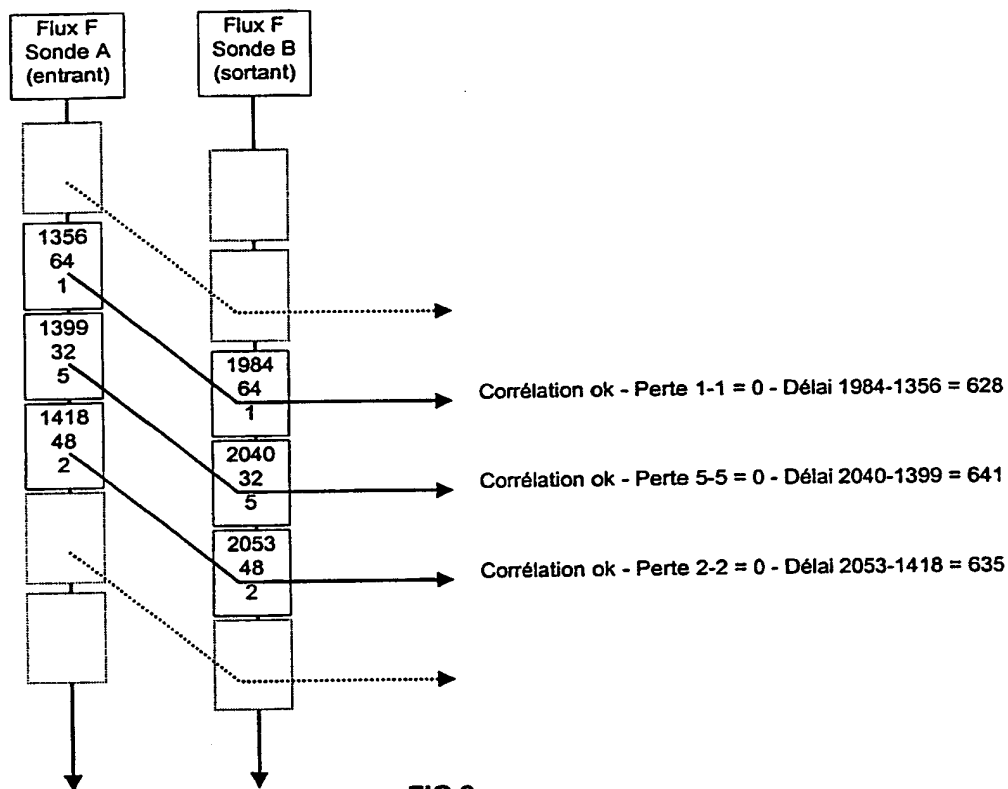 Flux F
Sonde A
(entrant)
Flux F
Sonde B
(sortant)
1356
64
1
1399
32
5
1418
48
2
1984
64
1
2040
32
5
2053
48
2
Corrélation ok - Perte 1-1 = 0 - Délai 1984-1356 = 628
Corrélation ok - Perte 5-5 = 0 - Délai 2040-1399 = 641
Corrélation ok - Perte 2-2 = 0 - Délai 2053-1418 = 635